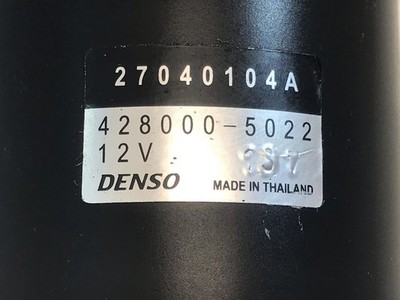 27040104A
428000-5022
12V
DENSO MADE IN THAILAND